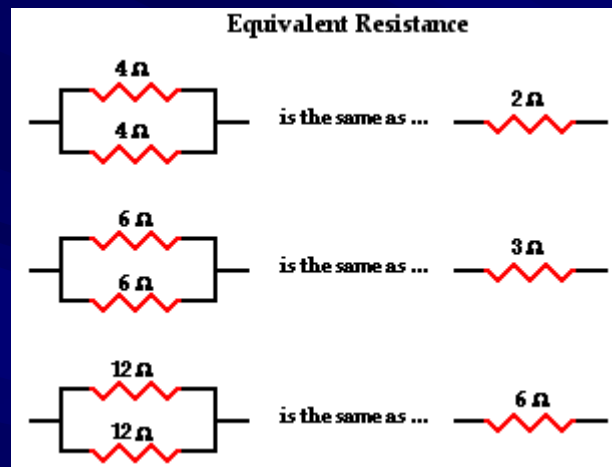 Equivalent Resistance
4 Ω
4 Ω
is the same as ...
2 Ω
6 Ω
6 Ω
is the same as ...
3 Ω
12 Ω
12 Ω
is the same as ...
6 Ω